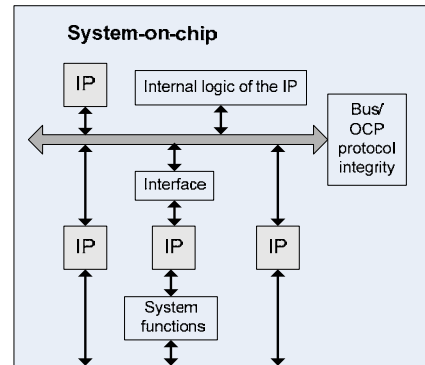 System-on-chip
IP
Internal logic of the IP
Bus/
OCP
protocol
integrity
Interface
IP
IP
IP
System
functions